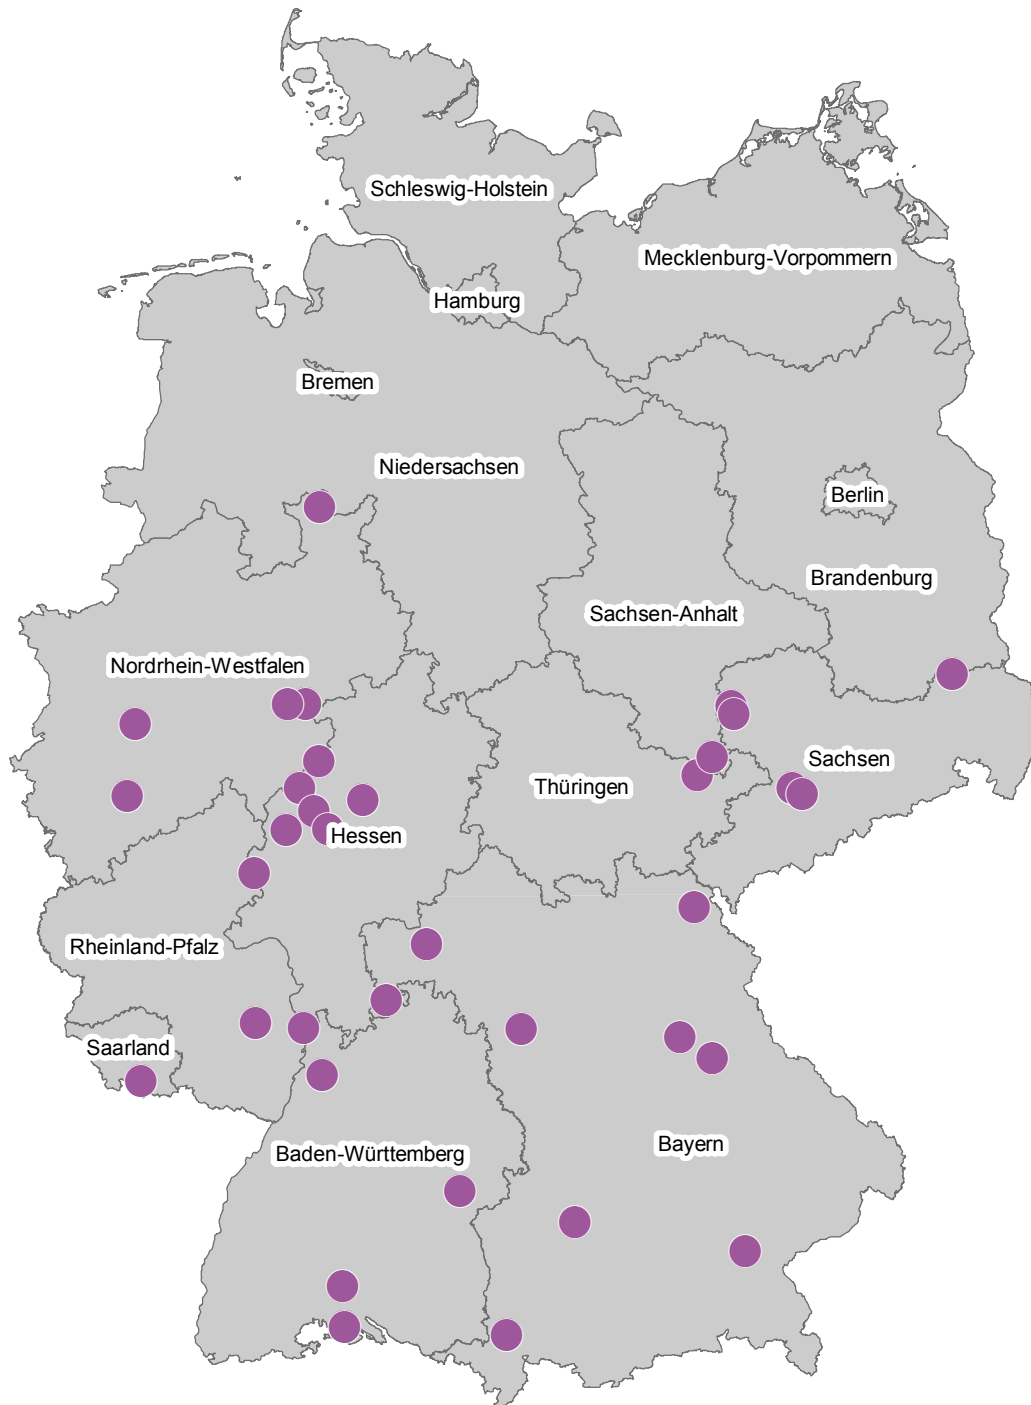 Schleswig-Holstein
Mecklenburg-Vorpommern
Hamburg
Bremen
Niedersachsen
Berlin
Brandenburg
Sachsen-Anhalt
Nordrhein-Westfalen
Sachsen
Thüringen
Hessen
Rheinland-Pfalz
Saarland
Bayern
Baden-Württemberg